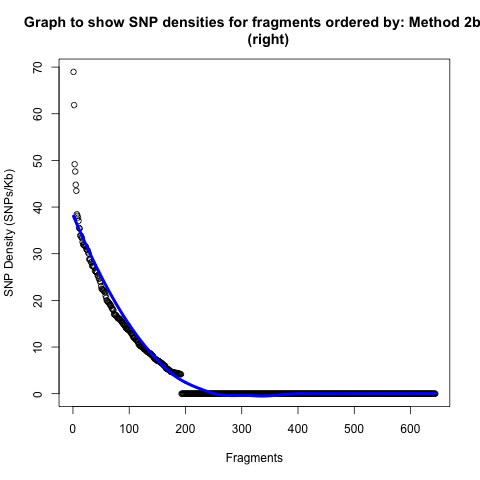 Graph to show SNP densities for fragments ordered by: Method 2b
(right)
70
60
50
40
30
20
10
0
SNP Density (SNPs/Kb)
0 100 200 300 400 500 600
Fragments